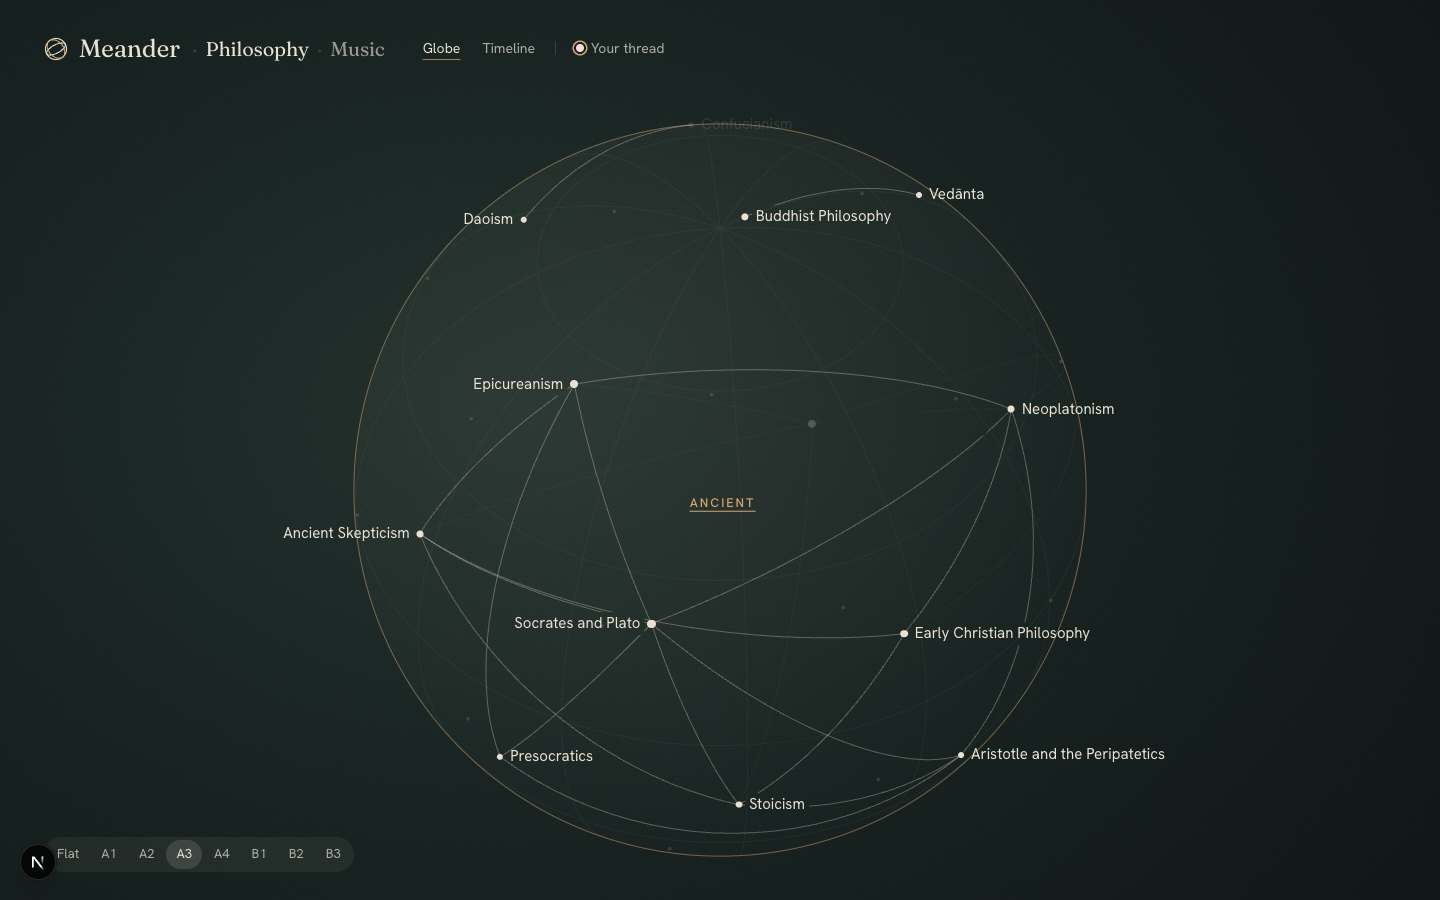 Meander · Philosophy · Music
Globe
Timeline
Your thread
Confucianism
Vedānta
Buddhist Philosophy
Daoism
Epicureanism
Neoplatonism
ANCIENT
Ancient Skepticism
Socrates and Plato
Early Christian Philosophy
Presocratics
Aristotle and the Peripatetics
Stoicism
N
Flat A1 A2 A3 A4 B1 B2 B3